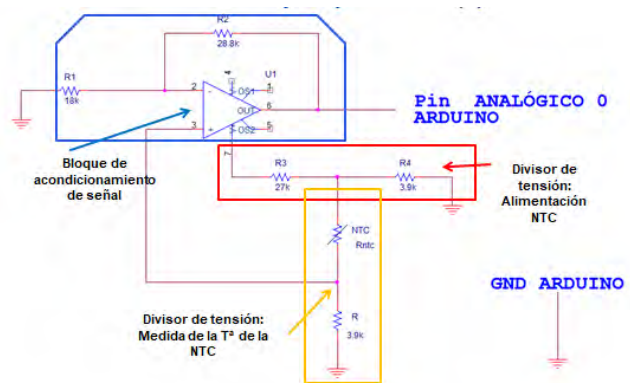 R2
28.8k
R1
18k
2
3
4
7
U1
OS1
1
OUT
6
OS2
5
-
+
Pin ANALÓGICO 0
ARDUINO
Bloque de
acondicionamiento
de señal
R3
27k
R4
3.9k
Divisor de
tensión:
Alimentación
NTC
NTC
Rntc
GND ARDUINO
Divisor de tensión:
Medida de la Tª de la
NTC
R
3.9k